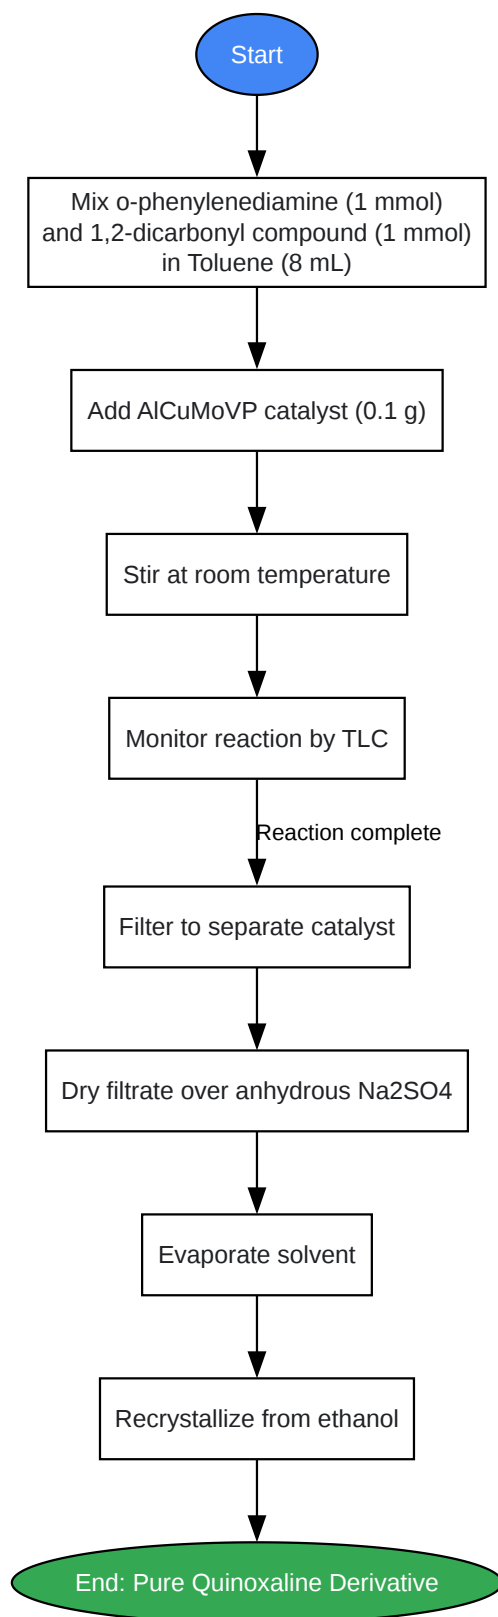 Start
Mix o-phenylenediamine (1 mmol)
and 1,2-dicarbonyl compound (1 mmol)
in Toluene (8 mL)
Add AlCuMoVP catalyst (0.1 g)
Stir at room temperature
Monitor reaction by TLC
Reaction complete
Filter to separate catalyst
Dry filtrate over anhydrous Na2SO4
Evaporate solvent
Recrystallize from ethanol
End: Pure Quinoxaline Derivative